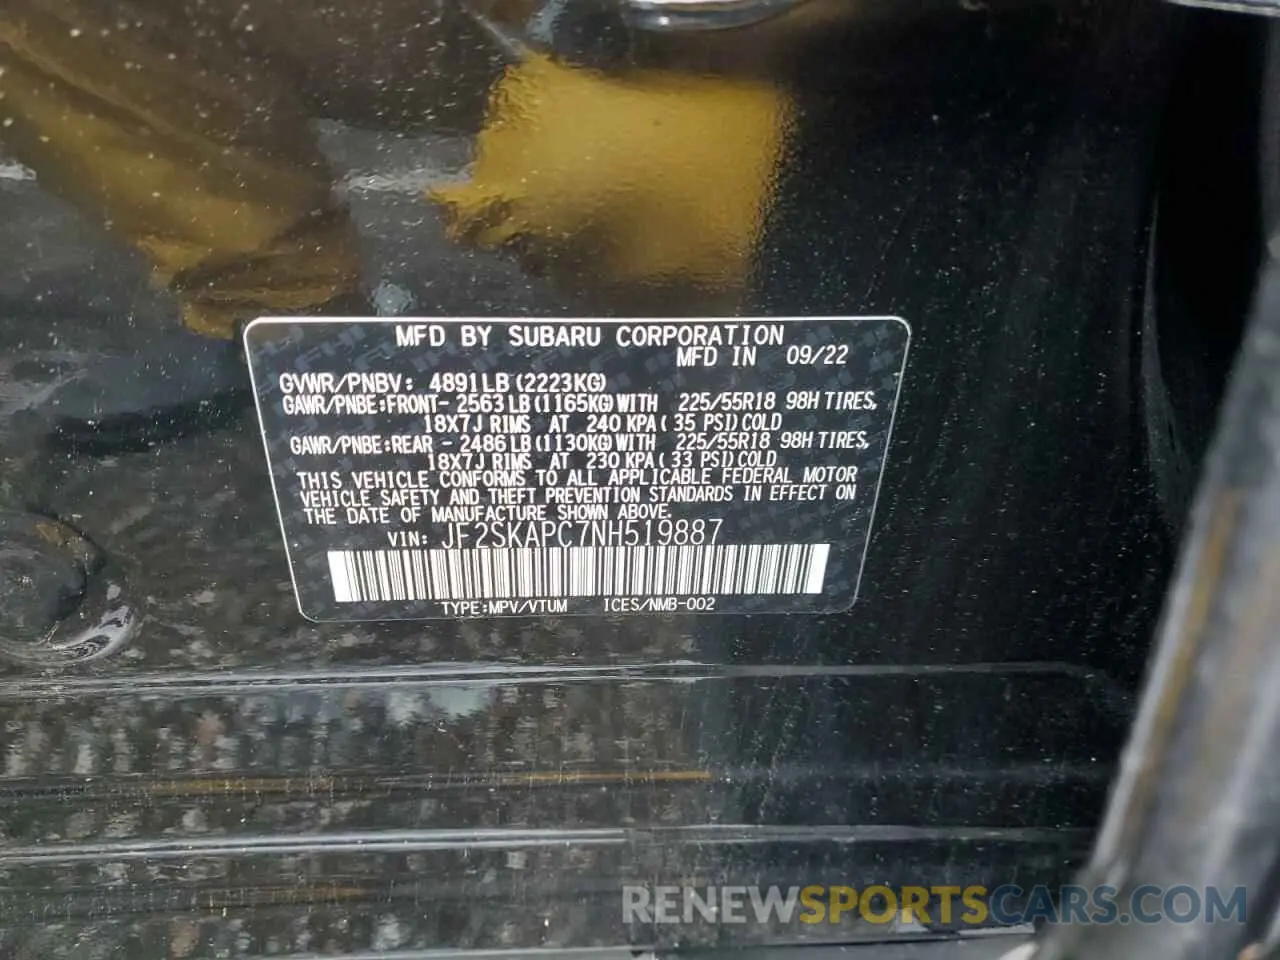 MFD BY SUBARU CORPORATION
MFD IN 09/22
GVWR/PNBV: 4891LB(2223KG)
GAWR/PNBE:FRONT- 2563LB(1165KG)WITH 225/55R18 98H TIRES,
18X7J RIMS AT 240 KPA( 35 PSI)COLD
GAWR/PNBE:REAR - 2486LB(1130KG)WITH 225/55R18 98H TIRES,
18X7J RIMS AT 230 KPA( 33 PSI)COLD
THIS VEHICLE CONFORMS TO ALL APPLICABLE FEDERAL MOTOR
VEHICLE SAFETY AND THEFT PREVENTION STANDARDS IN EFFECT ON
THE DATE OF MANUFACTURE SHOWN ABOVE.
VIN: JF2SKAPC7NH519887
TYPE:MPV/VTUM ICES/NMB-002
RENEWSPORTSCARS.COM